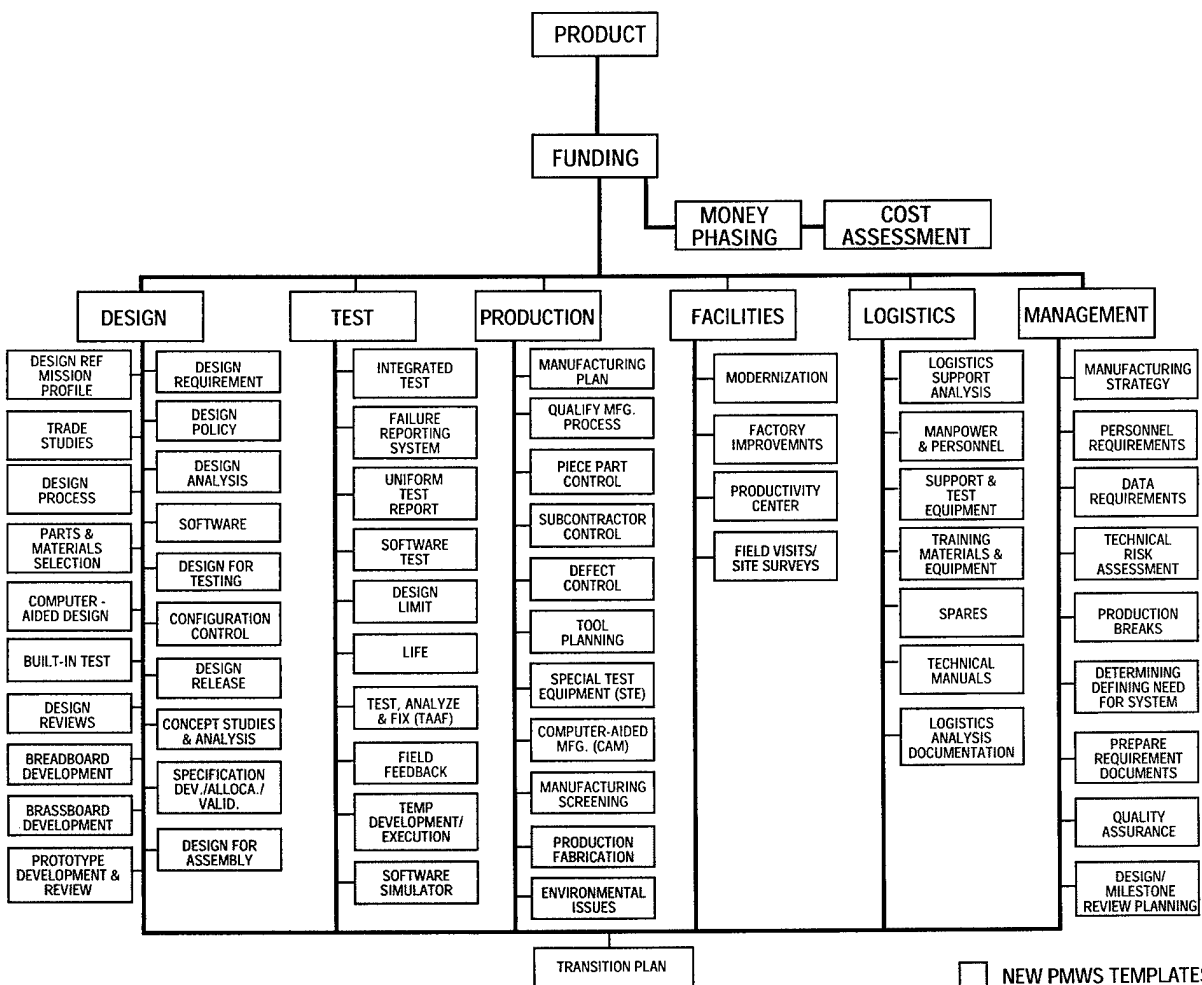 PRODUCT
FUNDING
MONEY
PHASING
COST
ASSESSMENT
DESIGN
TEST
PRODUCTION
FACILITIES
LOGISTICS
MANAGEMENT
DESIGN REF
MISSION
PROFILE
TRADE
STUDIES
DESIGN
PROCESS
PARTS &
MATERIALS
SELECTION
COMPUTER -
AIDED DESIGN
BUILT-IN TEST
DESIGN
REVIEWS
BREADBOARD
DEVELOPMENT
BRASSBOARD
DEVELOPMENT
PROTOTYPE
DEVELOPMENT &
REVIEW
DESIGN
REQUIREMENT
DESIGN
POLICY
DESIGN
ANALYSIS
SOFTWARE
DESIGN FOR
TESTING
CONFIGURATION
CONTROL
DESIGN
RELEASE
CONCEPT STUDIES
& ANALYSIS
SPECIFICATION
DEV./ALLOCA./
VALID.
DESIGN FOR
ASSEMBLY
INTEGRATED
TEST
FAILURE
REPORTING
SYSTEM
UNIFORM
TEST
REPORT
SOFTWARE
TEST
DESIGN
LIMIT
LIFE
TEST, ANALYZE
& FIX (TAAF)
FIELD
FEEDBACK
TEMP
DEVELOPMENT/
EXECUTION
SOFTWARE
SIMULATOR
MANUFACTURING
PLAN
QUALIFY MFG.
PROCESS
PIECE PART
CONTROL
SUBCONTRACTOR
CONTROL
DEFECT
CONTROL
TOOL
PLANNING
SPECIAL TEST
EQUIPMENT (STE)
COMPUTER-AIDED
MFG. (CAM)
MANUFACTURING
SCREENING
PRODUCTION
FABRICATION
ENVIRONMENTAL
ISSUES
MODERNIZATION
FACTORY
IMPROVEMNTS
PRODUCTIVITY
CENTER
FIELD VISITS/
SITE SURVEYS
LOGISTICS
SUPPORT
ANALYSIS
MANPOWER
& PERSONNEL
SUPPORT &
TEST
EQUIPMENT
TRAINING
MATERIALS &
EQUIPMENT
SPARES
TECHNICAL
MANUALS
LOGISTICS
ANALYSIS
DOCUMENTATION
MANUFACTURING
STRATEGY
PERSONNEL
REQUIREMENTS
DATA
REQUIREMENTS
TECHNICAL
RISK
ASSESSMENT
PRODUCTION
BREAKS
DETERMINING
DEFINING NEED
FOR SYSTEM
PREPARE
REQUIREMENT
DOCUMENTS
QUALITY
ASSURANCE
DESIGN/
MILESTONE
REVIEW PLANNING
TRANSITION PLAN
NEW PMWS TEMPLATES